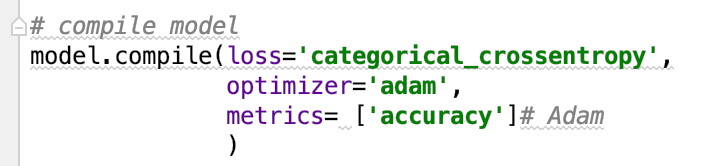 # compile model
model.compile(loss='categorical_crossentropy',
              optimizer='adam',
              metrics= ['accuracy']# Adam
              )